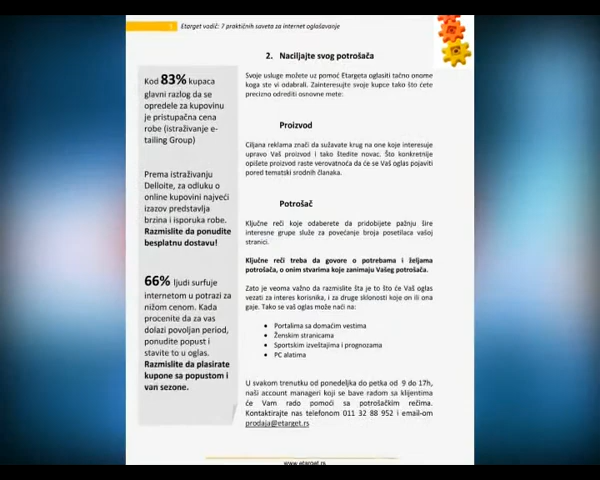 Etarget vodič: 7 praktičnih saveta za internet oglašavanje
2. Naciljajte svog potrošača
Kod 83% kupaca
glavni razlog da se
opredele za kupovinu
je pristupačna cena
robe (istraživanje e-
tailing Group)
Prema istraživanju
Delloite, za odluku o
online kupovini najveći
izazov predstavlja
brzina i isporuka robe.
Razmislite da ponudite
besplatnu dostavu!
66% ljudi surfuje
internetom u potrazi za
nižom cenom. Kada
procenite da za vas
dolazi povoljan period,
ponudite popust i
stavite to u oglas.
Razmislite da plasirate
kupone sa popustom i
van sezone.
Svoje usluge možete uz pomoć Etargeta oglasiti tačno onome
koga ste vi odabrali. Zainteresujte svoje kupce tako što ćete
precizno odrediti osnovne mete:
Proizvod
Ciljana reklama znači da sužavate krug na one koje interesuje
upravo Vaš proizvod i tako štedite novac. Što konkretnije
opišete proizvod raste verovatnoća da će se Vaš oglas pojaviti
pored tematski srodnih članaka.
Potrošač
Ključne reči koje odaberete da pridobijete pažnju šire
interesne grupe služe za povećanje broja posetilaca vašoj
stranici.
Ključne reči treba da govore o potrebama i željama
potrošača, o onim stvarima koje zanimaju Vašeg potrošača.
Zato je veoma važno da razmislite šta je to što će Vaš oglas
vezati za interes korisnika, i za druge sklonosti koje on ili ona
gaje. Tako se vaš oglas može naći na:
• Portalima sa domaćim vestima
• Ženskim stranicama
• Sportskim izveštajima i prognozama
• PC alatima
U svakom trenutku od ponedeljka do petka od 9 do 17h,
naši account manageri koji se bave radom sa klijentima
će Vam rado pomoći sa potrošačkim rečima.
Kontaktirajte nas telefonom 011 32 88 952 i email-om
prodaja@etarget.rs
www.etarget.rs